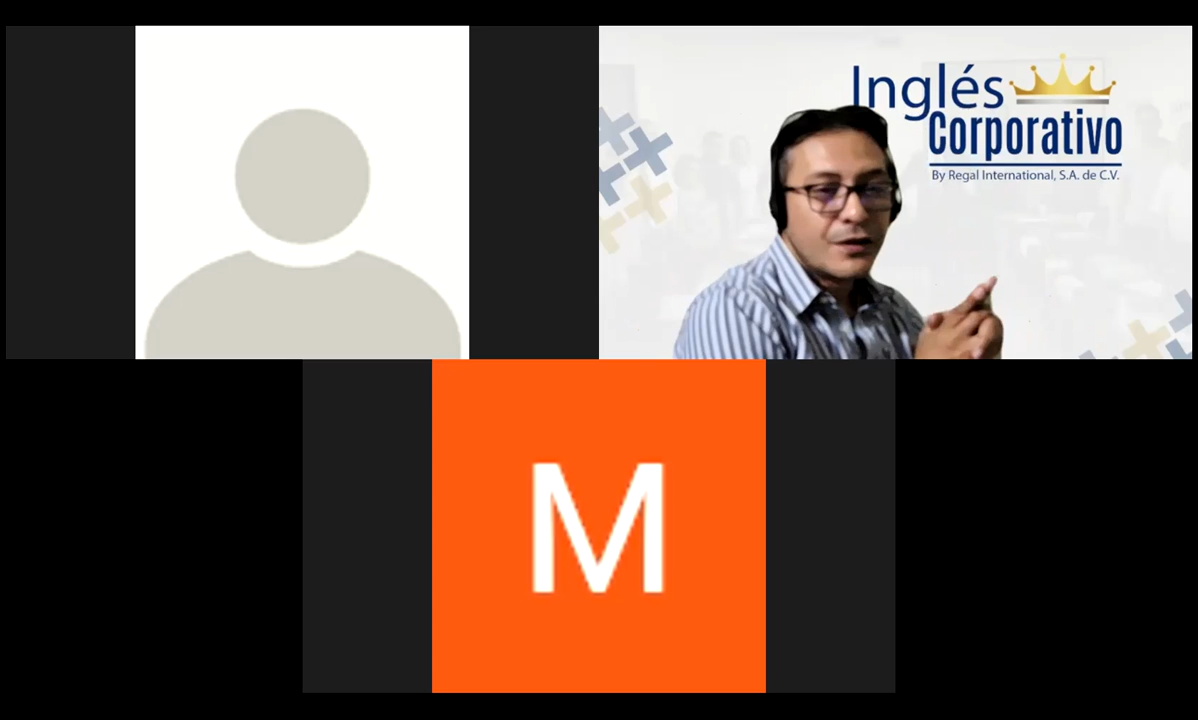 Inglés
Corporativo
By Regal International, S.A. de C.V.
M